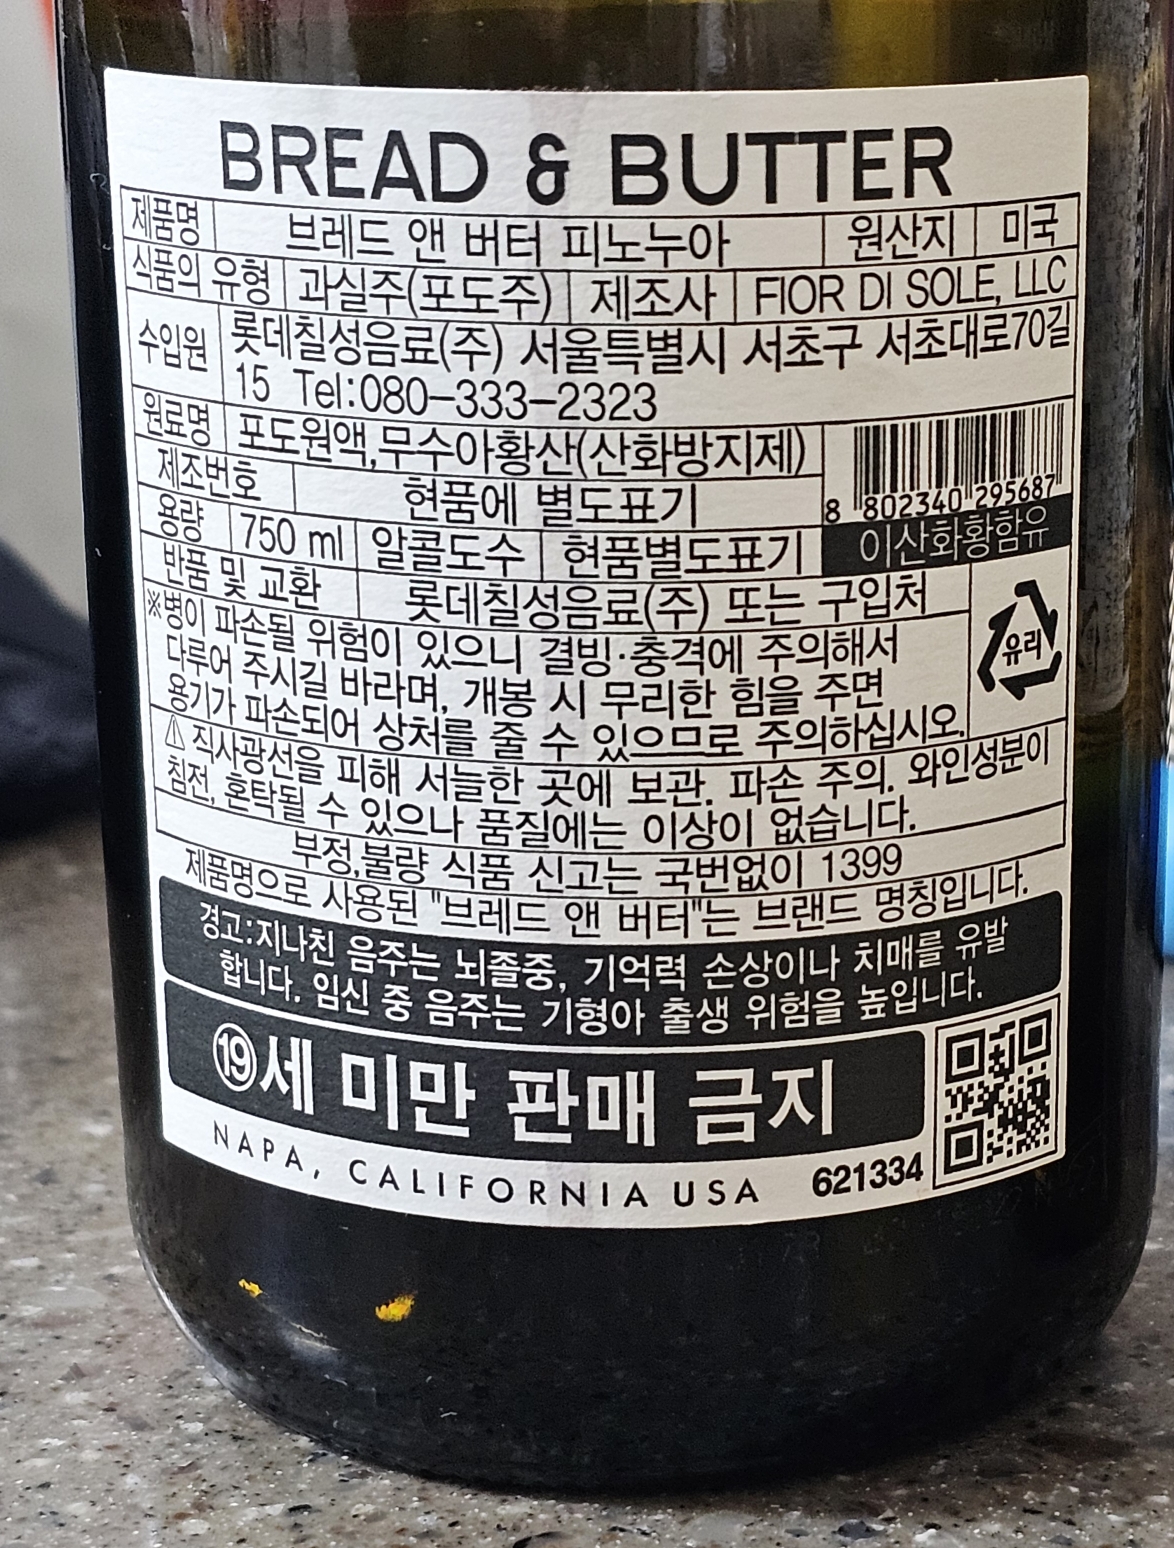 BREAD & BUTTER
제품명 브레드 앤 버터 피노누아 원산지 미국
식품의 유형 과실주(포도주) 제조사 FIOR DI SOLE, LLC
수입원 롯데칠성음료(주) 서울특별시 서초구 서초대로70길
15 Tel:080-333-2323
원료명 포도원액,무수아황산(산화방지제)
제조번호 현품에 별도표기
8 802340 295687
용량 750 ml 알콜도수 현품별도표기
이산화황함유
반품 및 교환 롯데칠성음료(주) 또는 구입처
※병이 파손될 위험이 있으니 결빙·충격에 주의해서
다루어 주시길 바라며, 개봉 시 무리한 힘을 주면
용기가 파손되어 상처를 줄 수 있으므로 주의하십시오.
유리
⚠직사광선을 피해 서늘한 곳에 보관. 파손 주의. 와인성분이
침전, 혼탁될 수 있으나 품질에는 이상이 없습니다.
부정,불량 식품 신고는 국번없이 1399
제품명으로 사용된 "브레드 앤 버터"는 브랜드 명칭입니다.
경고:지나친 음주는 뇌졸중, 기억력 손상이나 치매를 유발
합니다. 임신 중 음주는 기형아 출생 위험을 높입니다.
⑲세 미만 판매 금지
NAPA, CALIFORNIA USA 621334